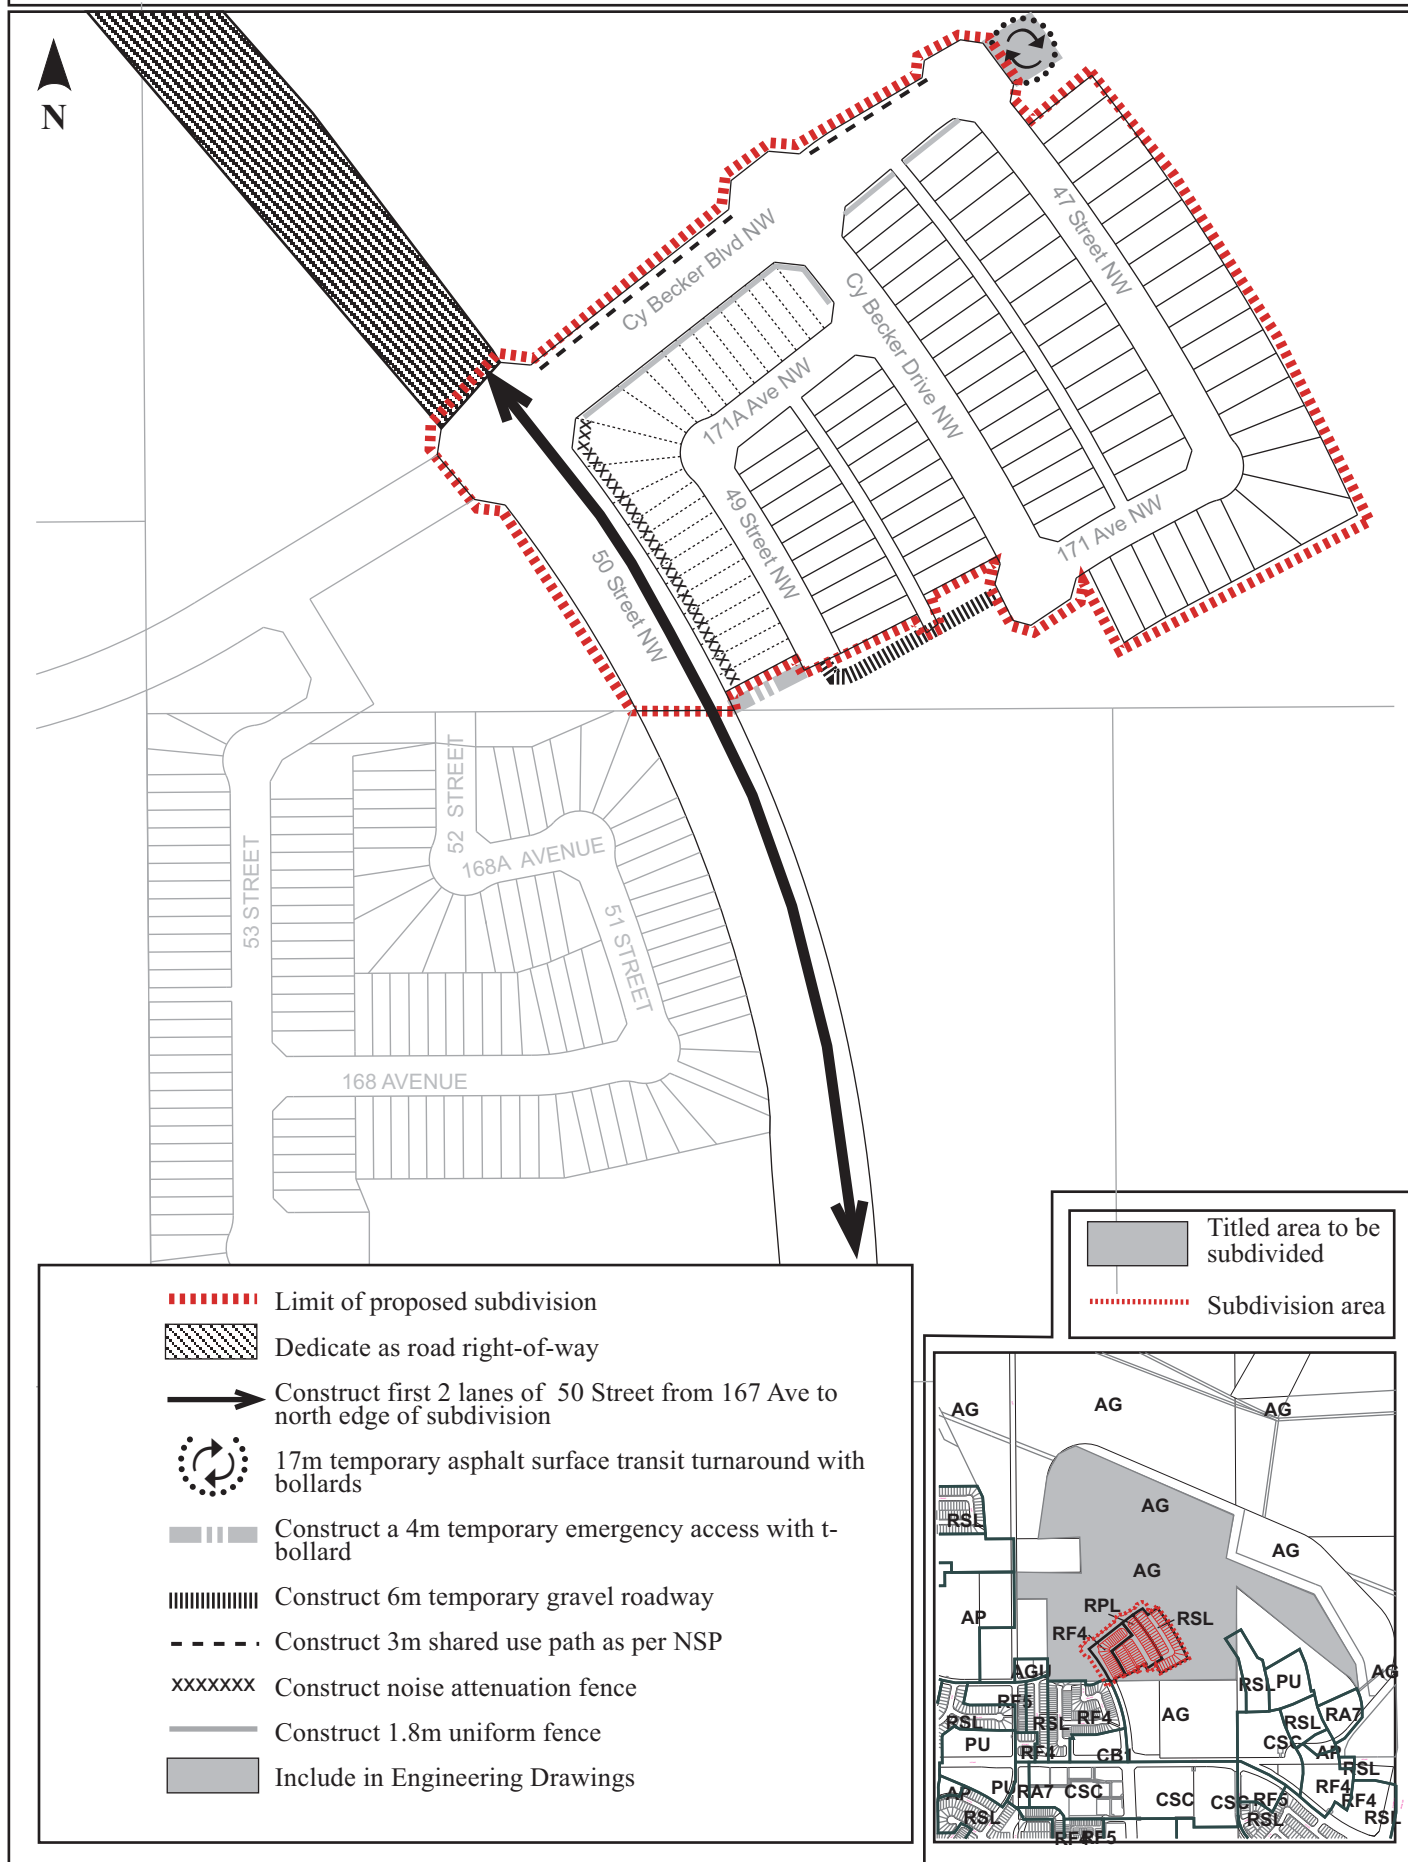 N
47 Street NW
Cy Becker Blvd NW
Cy Becker Drive NW
171A Ave NW
49 Street NW
171 Ave NW
50 Street NW
52 STREET
168A AVENUE
53 STREET
51 STREET
168 AVENUE
Limit of proposed subdivision
Dedicate as road right-of-way
Construct first 2 lanes of 50 Street from 167 Ave to
north edge of subdivision
17m temporary asphalt surface transit turnaround with
bollards
Construct a 4m temporary emergency access with t-
bollard
Construct 6m temporary gravel roadway
Construct 3m shared use path as per NSP
XXXXXXX Construct noise attenuation fence
Construct 1.8m uniform fence
Include in Engineering Drawings
Titled area to be
subdivided
Subdivision area
AG
AG
AG
AG
RSL
AG
AG
RPL
AP
RSL
RF4
AGU
AG
RSL PU
RF5
RSL
RSL
RF4
AG
RSL
RA7
PU
RF4
CB1
CSC
AP
RSL
AP
PU RA7
CSC
CSC
CSC
RF5
RF4
RF4
RSL
RSL
RSL
RF4
RF5